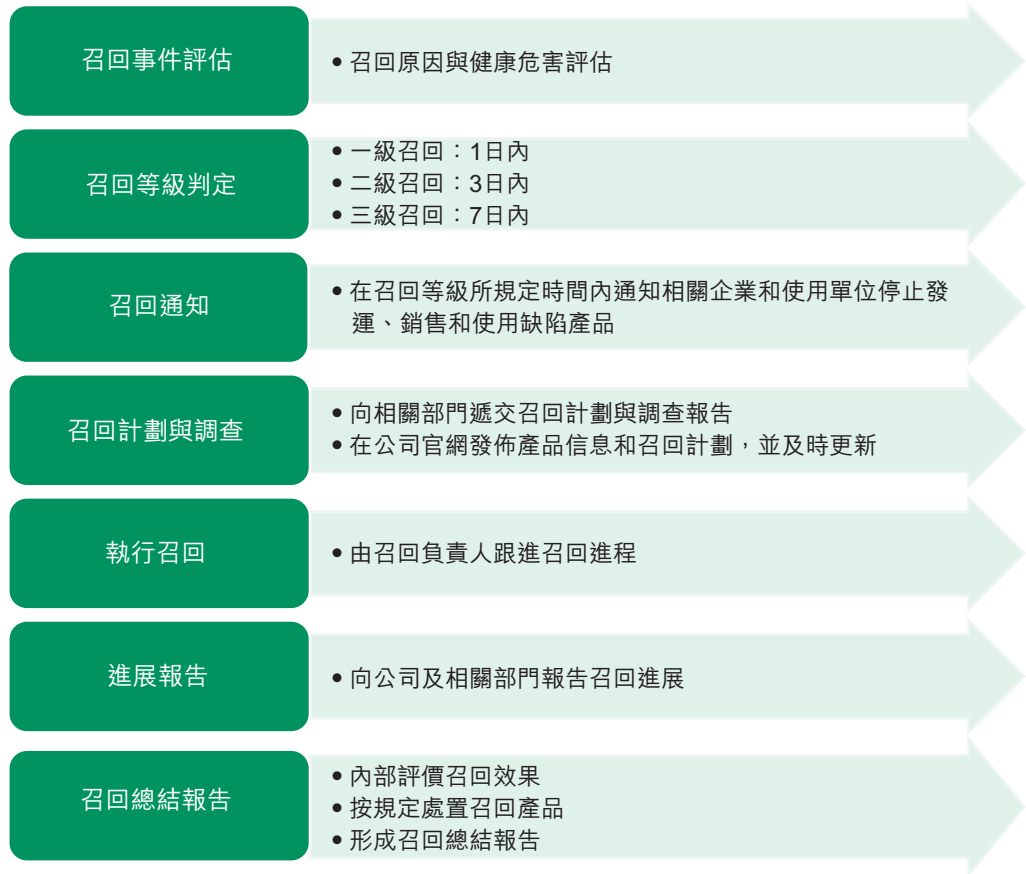 召回事件評估
• 召回原因與健康危害評估
召回等級判定
• 一級召回：1日內
• 二級召回：3日內
• 三級召回：7日內
召回通知
• 在召回等級所規定時間內通知相關企業和使用單位停止發
運、銷售和使用缺陷產品
召回計劃與調查
• 向相關部門遞交召回計劃與調查報告
• 在公司官網發佈產品信息和召回計劃，並及時更新
執行召回
• 由召回負責人跟進召回進程
進展報告
• 向公司及相關部門報告召回進展
召回總結報告
• 內部評價召回效果
• 按規定處置召回產品
• 形成召回總結報告